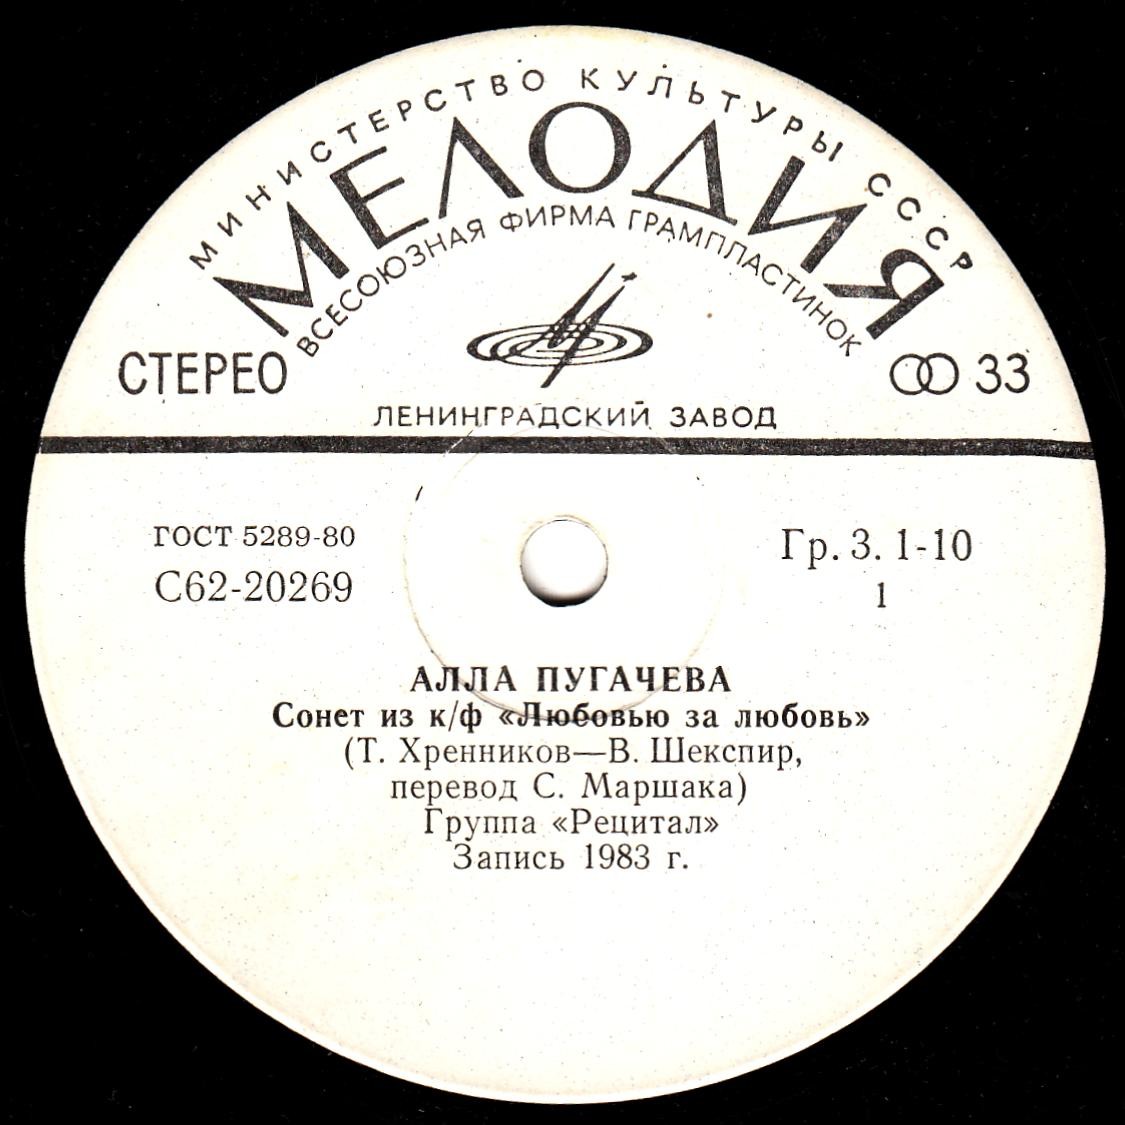 МИНИСТЕРСТВО КУЛЬТУРЫ СССР
МЕЛОДИЯ
ВСЕСОЮЗНАЯ ФИРМА ГРАМПЛАСТИНОК
СТЕРЕО
33
ЛЕНИНГРАДСКИЙ ЗАВОД
ГОСТ 5289-80
Гр. 3. 1-10
С62-20269
1
АЛЛА ПУГАЧЕВА
Сонет из к/ф «Любовью за любовь»
(Т. Хренников—В. Шекспир,
перевод С. Маршака)
Группа «Рецитал»
Запись 1983 г.